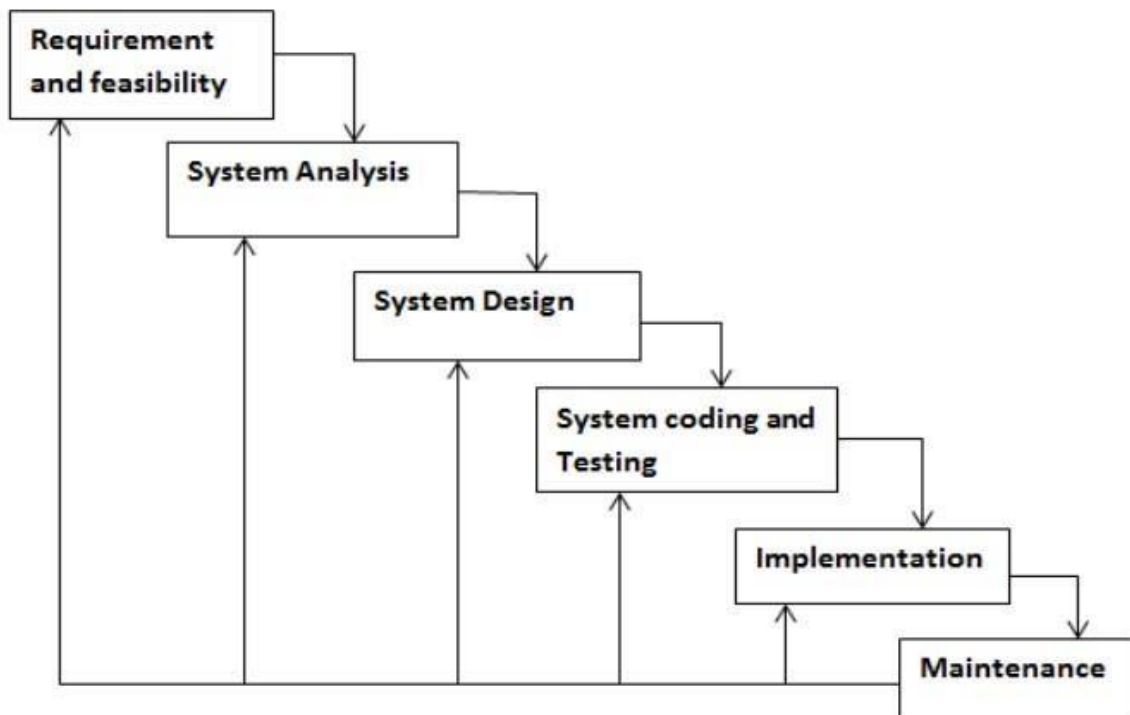 Requirement
and feasibility
System Analysis
System Design
System coding and
Testing
Implementation
Maintenance